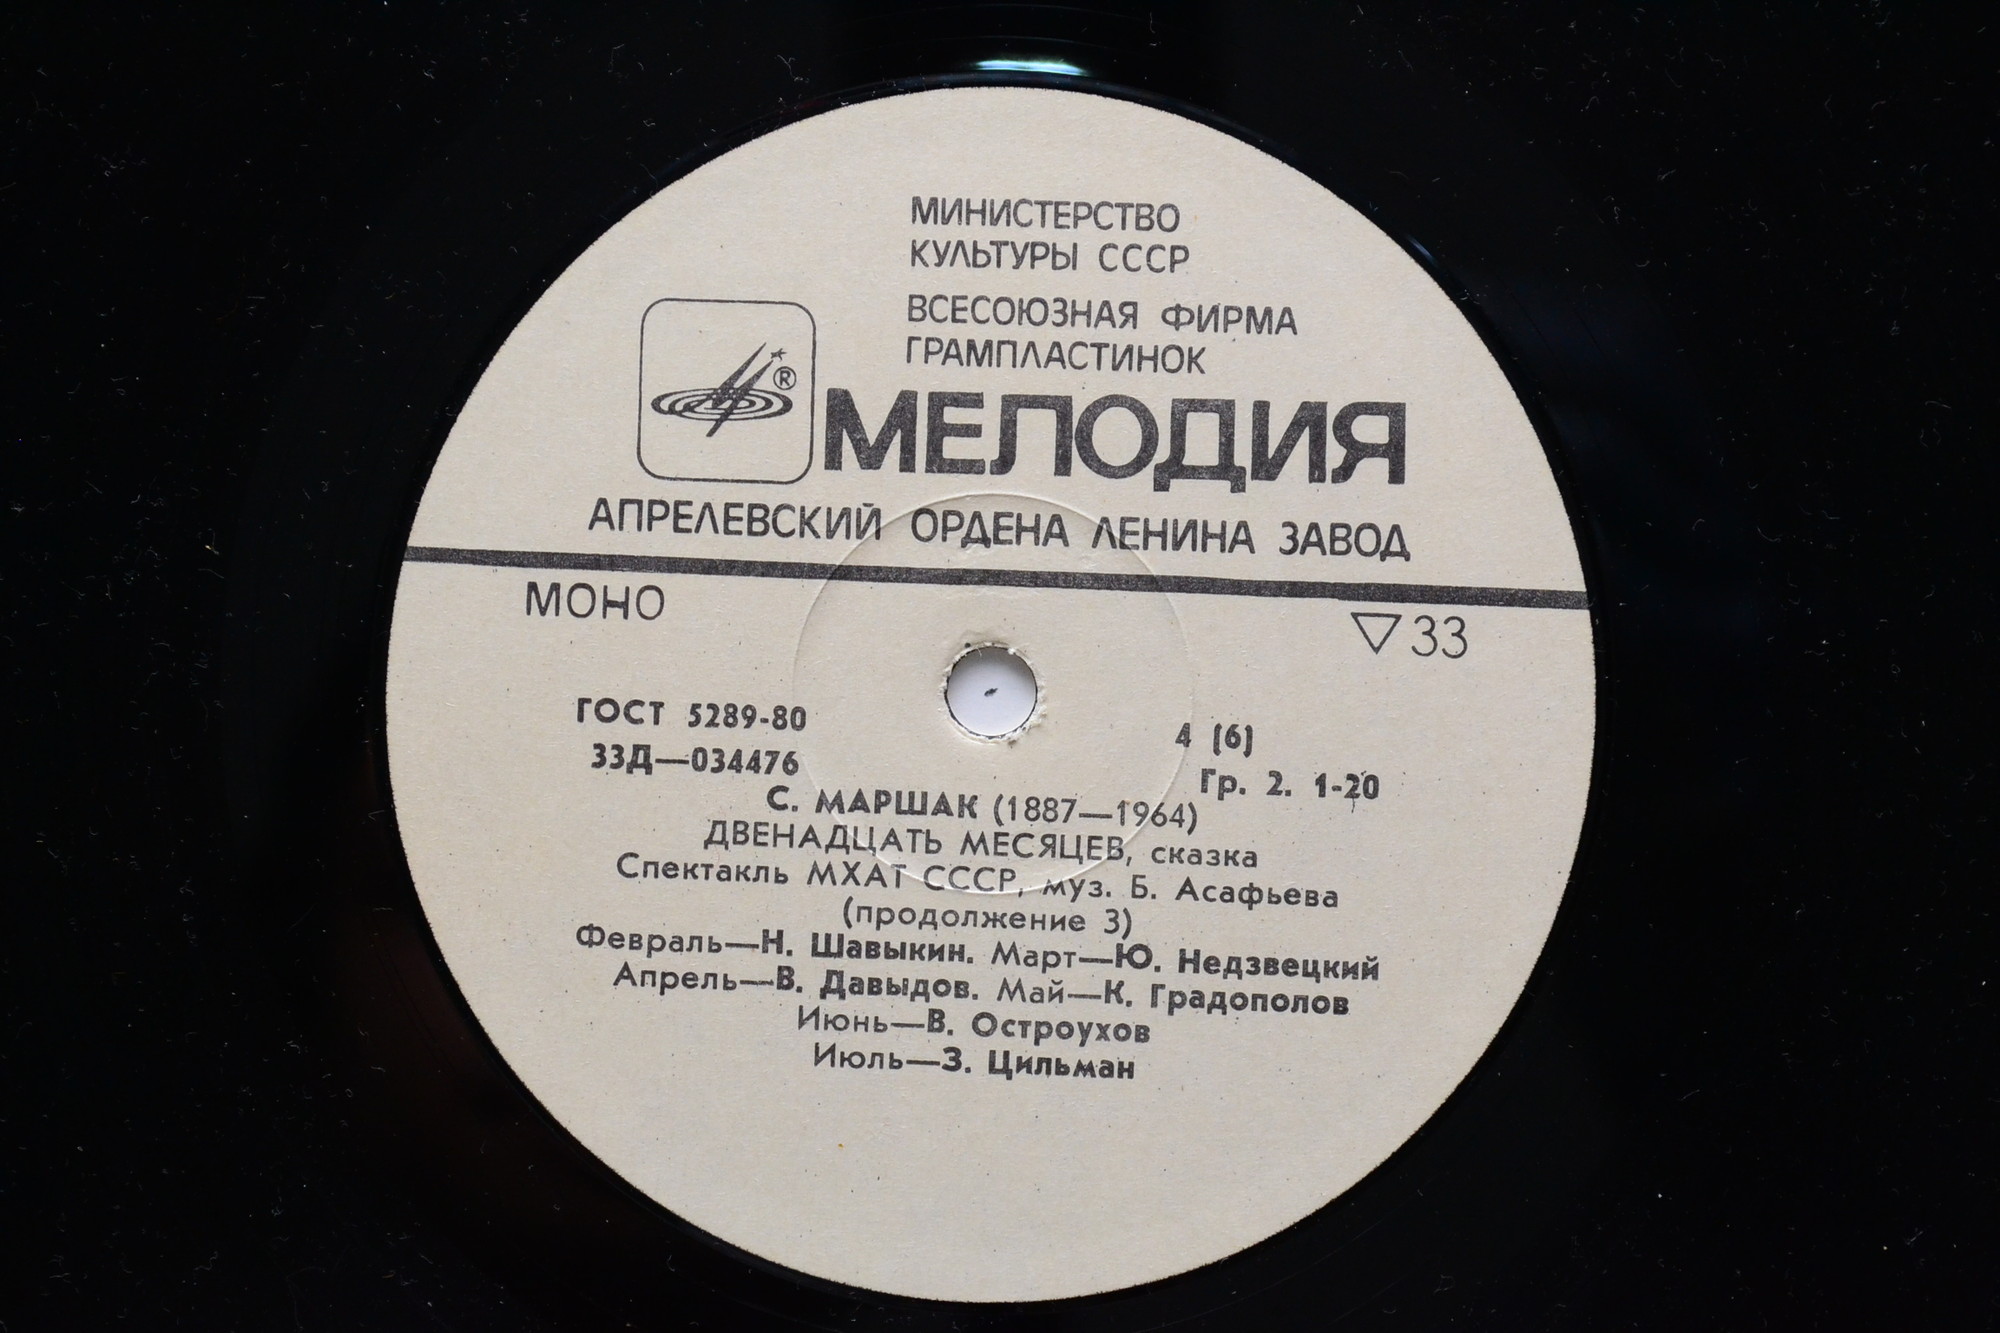 МИНИСТЕРСТВО
КУЛЬТУРЫ СССР
ВСЕСОЮЗНАЯ ФИРМА
ГРАМПЛАСТИНОК
®
МЕЛОДИЯ
АПРЕЛЕВСКИЙ ОРДЕНА ЛЕНИНА ЗАВОД
МОНО
▽33
ГОСТ 5289-80
4 (6)
33Д—034476
Гр. 2. 1-20
С. МАРШАК (1887—1964)
ДВЕНАДЦАТЬ МЕСЯЦЕВ, сказка
Спектакль МХАТ СССР, муз. Б. Асафьева
(продолжение 3)
Февраль—Н. Шавыкин. Март—Ю. Недзвецкий
Апрель—В. Давыдов. Май—К. Градополов
Июнь—В. Остроухов
Июль—З. Цильман